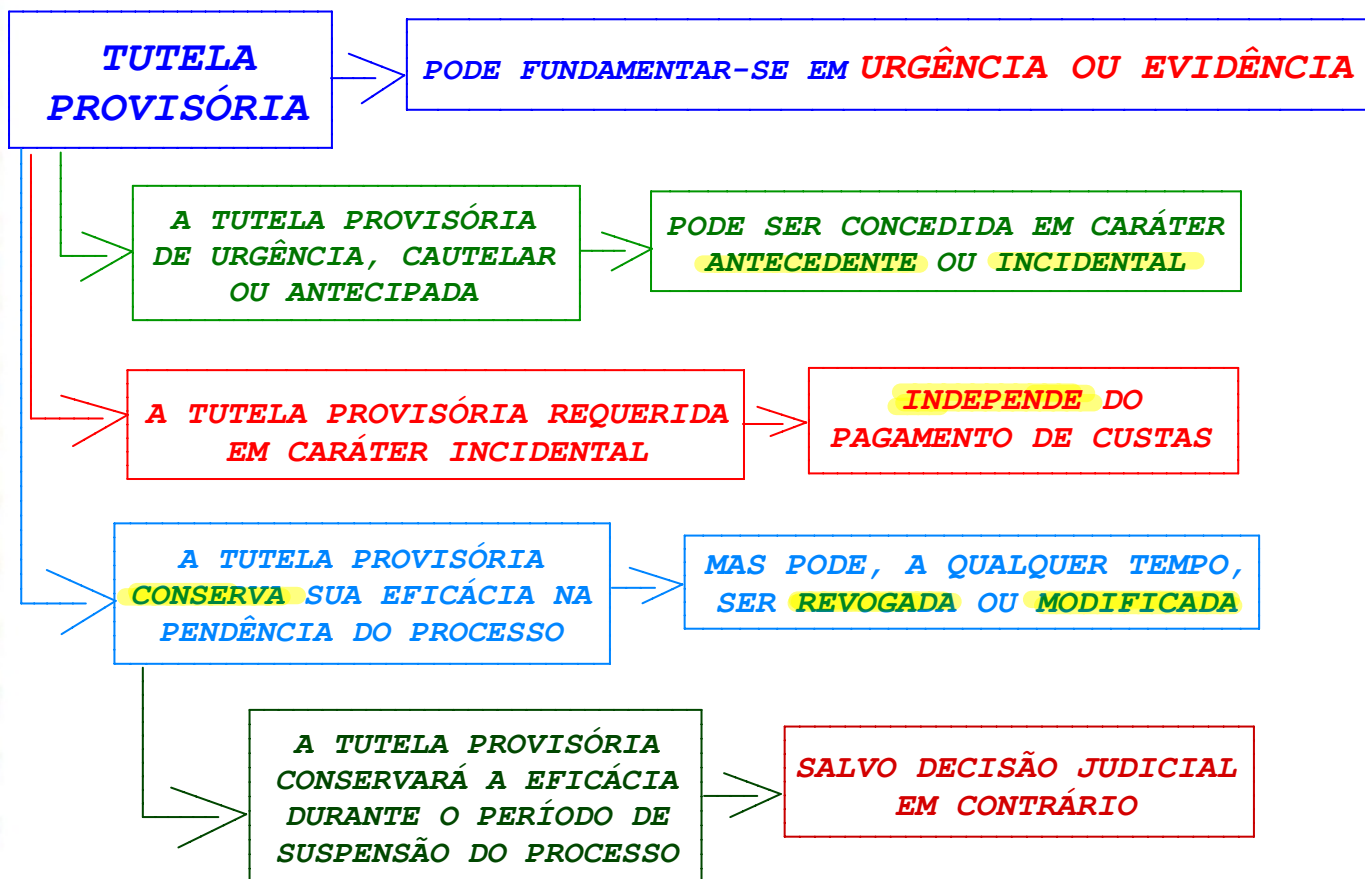 TUTELA
PROVISÓRIA
PODE FUNDAMENTAR-SE EM URGÊNCIA OU EVIDÊNCIA
A TUTELA PROVISÓRIA
DE URGÊNCIA, CAUTELAR
OU ANTECIPADA
PODE SER CONCEDIDA EM CARÁTER
ANTECEDENTE OU INCIDENTAL
A TUTELA PROVISÓRIA REQUERIDA
EM CARÁTER INCIDENTAL
INDEPENDE DO
PAGAMENTO DE CUSTAS
A TUTELA PROVISÓRIA
CONSERVA SUA EFICÁCIA NA
PENDÊNCIA DO PROCESSO
MAS PODE, A QUALQUER TEMPO,
SER REVOGADA OU MODIFICADA
A TUTELA PROVISÓRIA
CONSERVARÁ A EFICÁCIA
DURANTE O PERÍODO DE
SUSPENSÃO DO PROCESSO
SALVO DECISÃO JUDICIAL
EM CONTRÁRIO